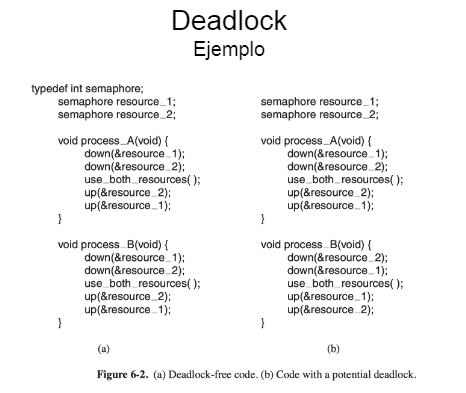 Deadlock
Ejemplo
typedef int semaphore;
semaphore resource_1;
semaphore resource_2;
void process_A(void) {
down(&resource_1);
down(&resource_2);
use_both_resources( );
up(&resource_2);
up(&resource_1);
}
void process_B(void) {
down(&resource_1);
down(&resource_2);
use_both_resources( );
up(&resource_2);
up(&resource_1);
}
(a)
semaphore resource_1;
semaphore resource_2;
void process_A(void) {
down(&resource_1);
down(&resource_2);
use_both_resources( );
up(&resource_2);
up(&resource_1);
}
void process_B(void) {
down(&resource_2);
down(&resource_1);
use_both_resources( );
up(&resource_1);
up(&resource_2);
}
(b)
Figure 6-2. (a) Deadlock-free code. (b) Code with a potential deadlock.